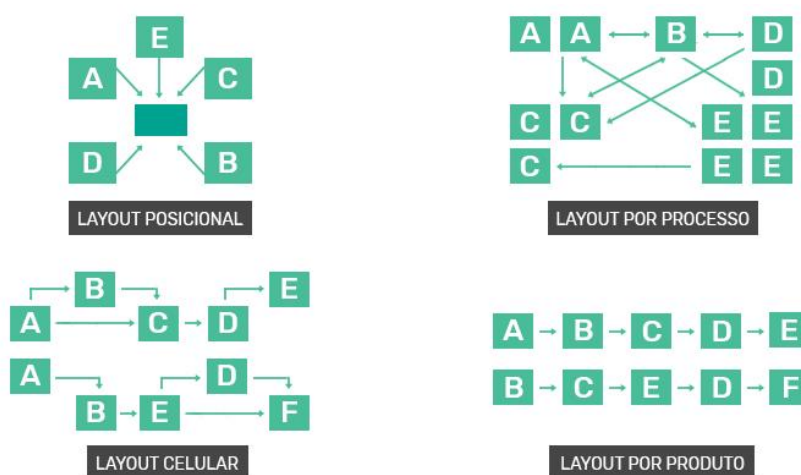 E
A C
D B
LAYOUT POSICIONAL
A A B D
D
C C E E
C E E
LAYOUT POR PROCESSO
B E
A C D
A D
B E F
LAYOUT CELULAR
A B C D E
B C E D F
LAYOUT POR PRODUTO